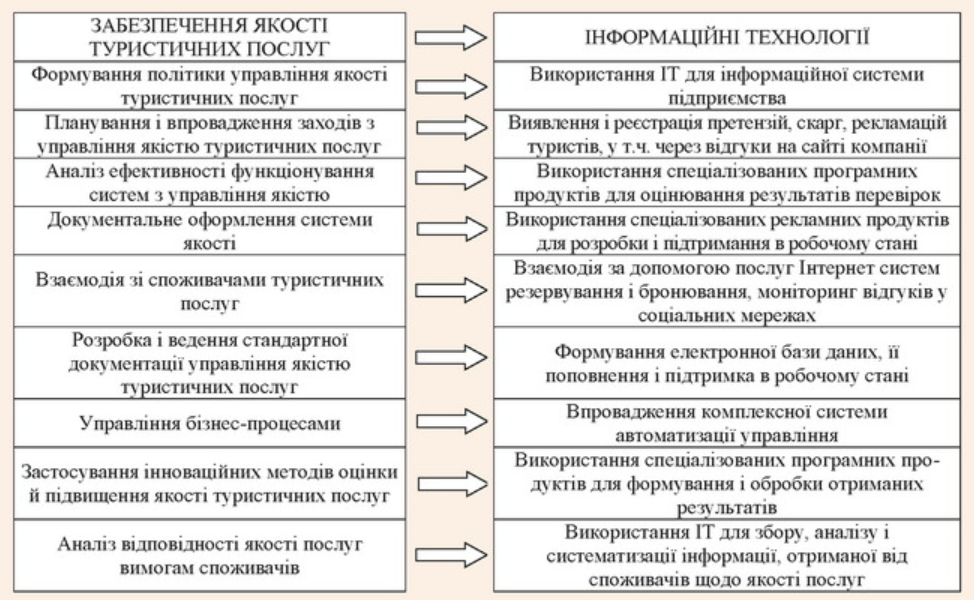 ЗАБЕЗПЕЧЕННЯ ЯКОСТІ
ТУРИСТИЧНИХ ПОСЛУГ
ІНФОРМАЦІЙНІ ТЕХНОЛОГІЇ
Формування політики управління якості
туристичних послуг
Використання ІТ для інформаційної системи
підприємства
Планування і впровадження заходів з
управління якістю туристичних послуг
Виявлення і реєстрація претензій, скарг, рекламацій
туристів, у т.ч. через відгуки на сайті компанії
Аналіз ефективності функціонування
систем з управління якістю
Використання спеціалізованих програмних
продуктів для оцінювання результатів перевірок
Документальне оформлення системи
якості
Використання спеціалізованих рекламних продуктів
для розробки і підтримання в робочому стані
Взаємодія зі споживачами туристичних
послуг
Взаємодія за допомогою послуг Інтернет систем
резервування і бронювання, моніторинг відгуків у
соціальних мережах
Розробка і ведення стандартної
документації управління якістю
туристичних послуг
Формування електронної бази даних, її
поповнення і підтримка в робочому стані
Управління бізнес-процесами
Впровадження комплексної системи
автоматизації управління
Застосування інноваційних методів оцінки
й підвищення якості туристичних послуг
Використання спеціалізованих програмних про-
дуктів для формування і обробки отриманих
результатів
Аналіз відповідності якості послуг
вимогам споживачів
Використання ІТ для збору, аналізу і
систематизації інформації, отриманої від
споживачів щодо якості послуг